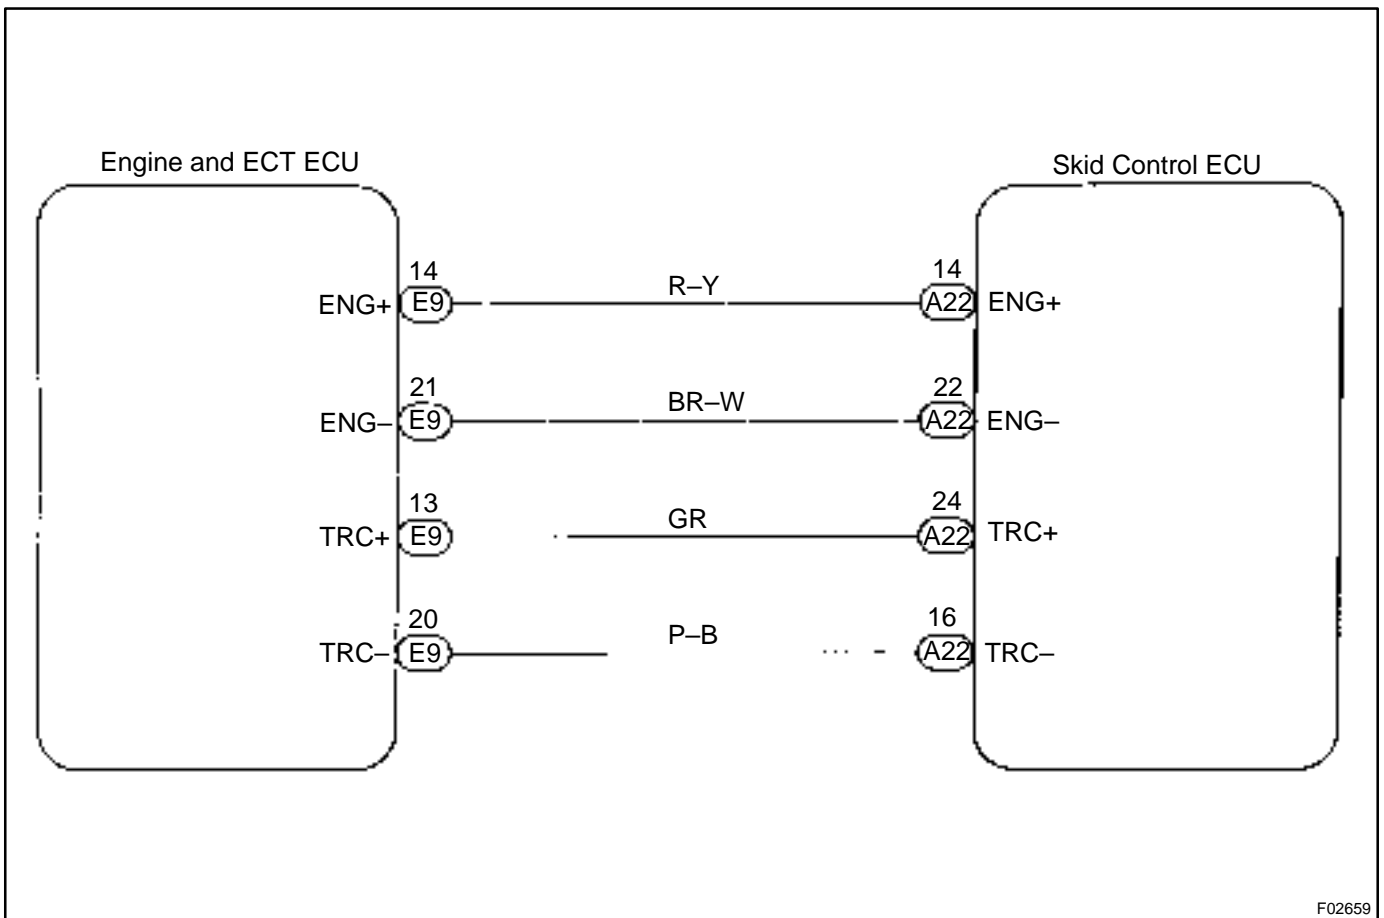 Engine and ECT ECU
Skid Control ECU
14
R–Y
14
ENG+ E9
A22 ENG+
21
BR–W
22
ENG– E9
A22 ENG–
13
GR
24
TRC+ E9
A22 TRC+
20
P–B
16
TRC– E9
A22 TRC–
F02659